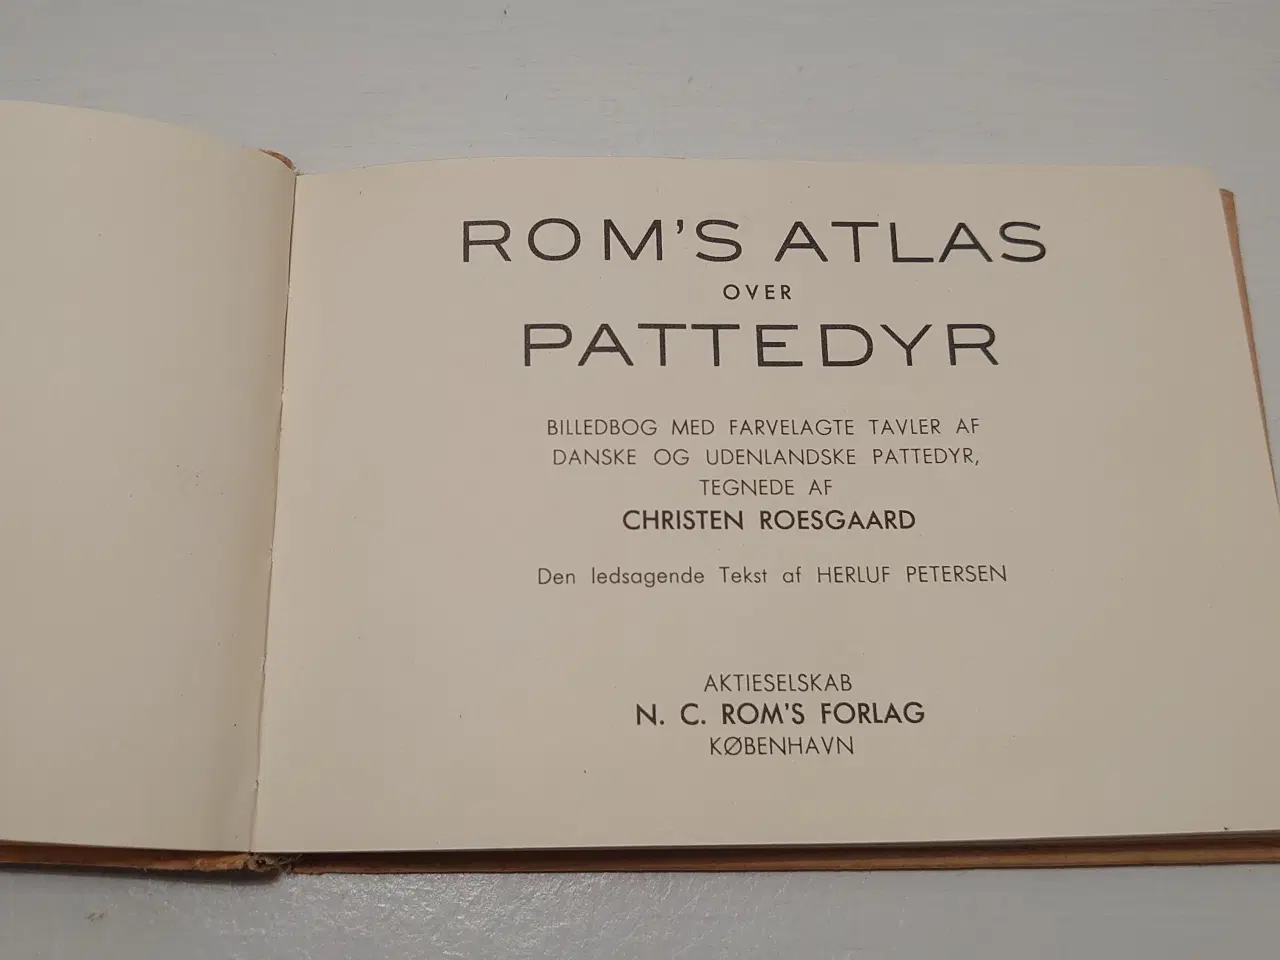 ROM'S ATLAS
OVER
PATTEDYR
BILLEDBOG MED FARVELAGTE TAVLER AF
DANSKE OG UDENLANDSKE PATTEDYR,
TEGNEDE AF
CHRISTEN ROESGAARD
Den ledsagende Tekst af HERLUF PETERSEN
AKTIESELSKAB
N. C. ROM'S FORLAG
KØBENHAVN